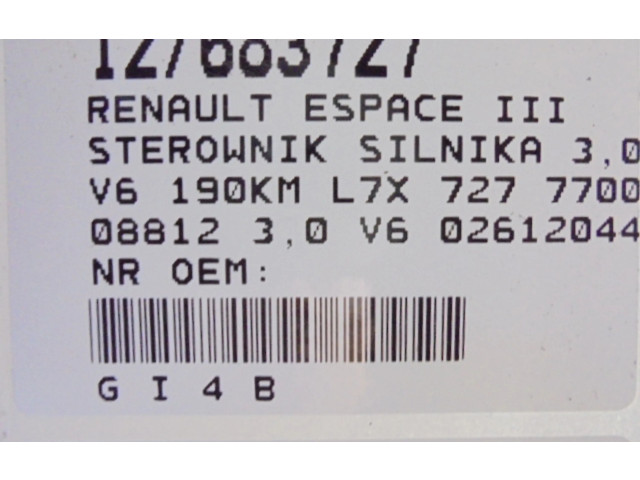 127683727
RENAULT ESPACE III
STEROWNIK SILNIKA 3,0
V6 190KM L7X 727 7700
08812 3,0 V6 02612044
NR OEM:
G I 4 B